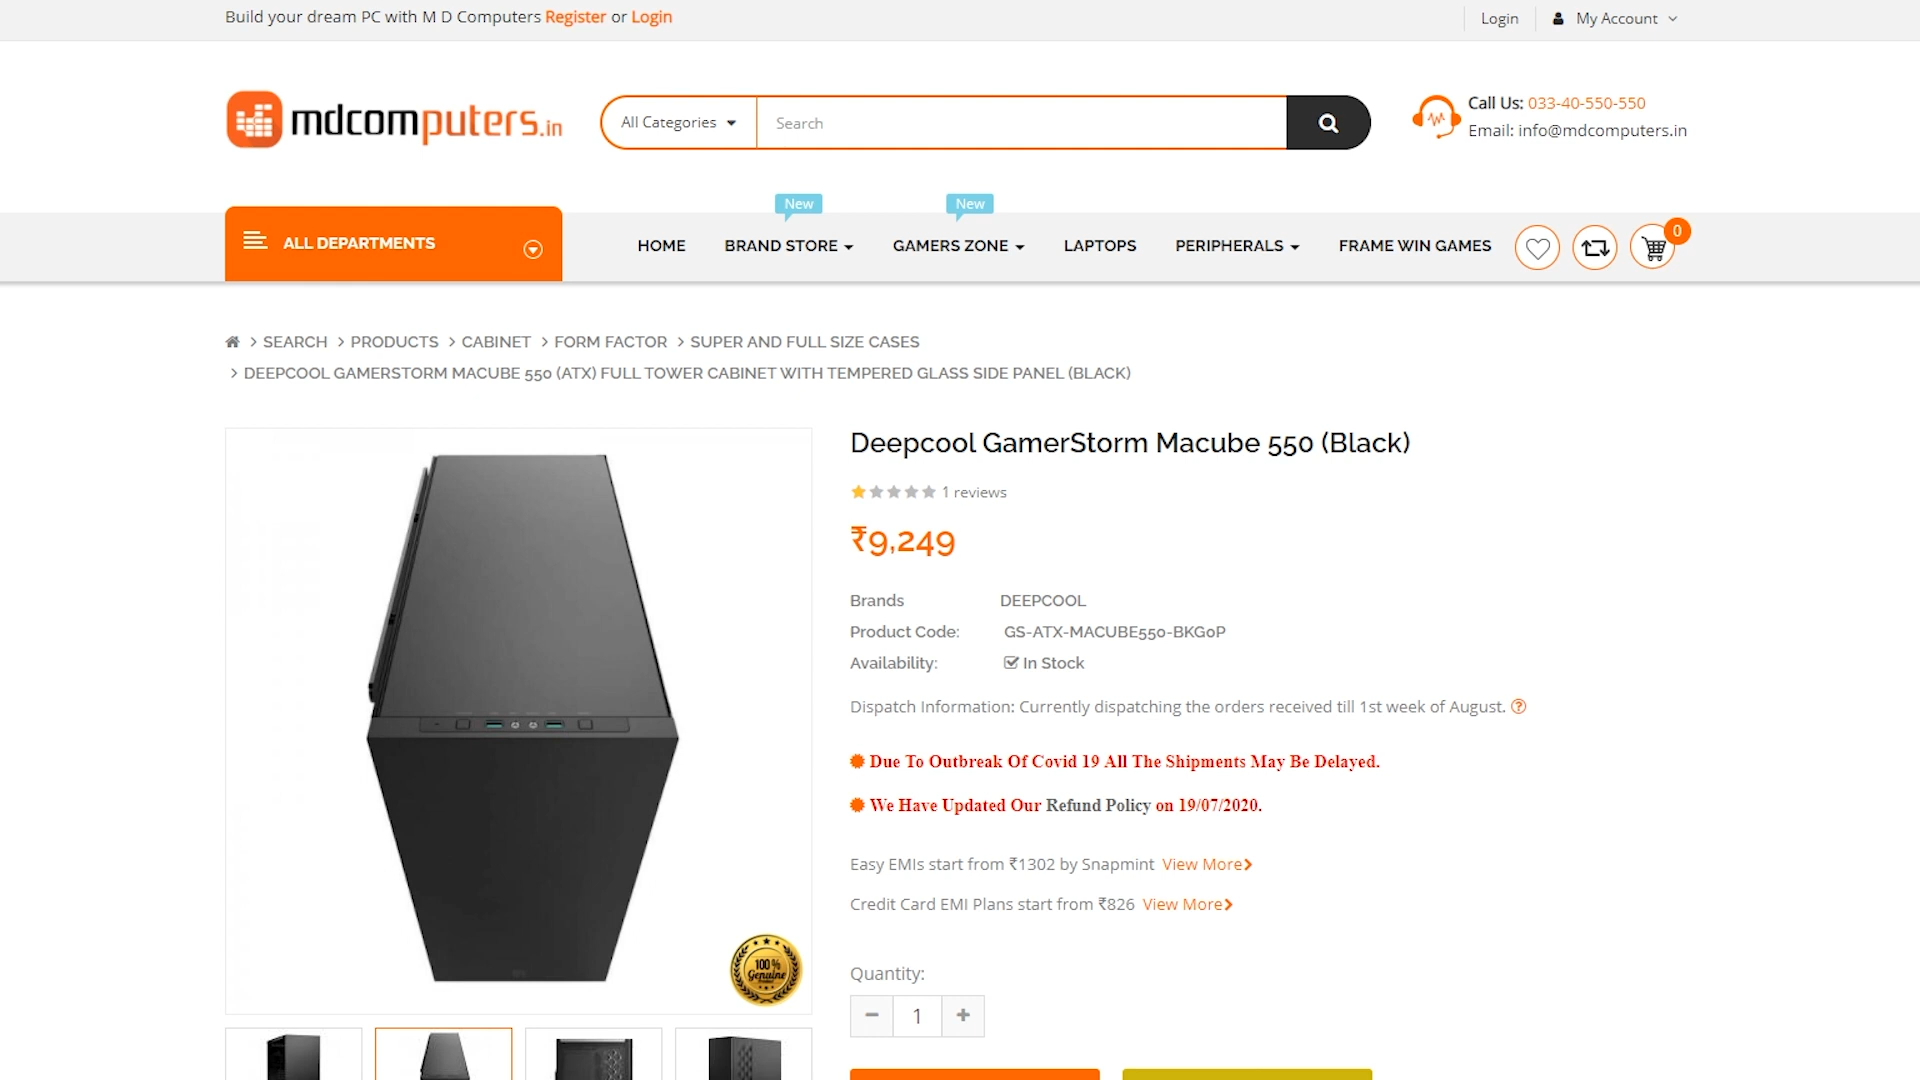 Build your dream PC with M D Computers Register or Login
Login
My Account
mdcomputers.in
All Categories
Search
Call Us: 033-40-550-550
Email: info@mdcomputers.in
New
New
ALL DEPARTMENTS
HOME
BRAND STORE
GAMERS ZONE
LAPTOPS
PERIPHERALS
FRAME WIN GAMES
0
> SEARCH > PRODUCTS > CABINET > FORM FACTOR > SUPER AND FULL SIZE CASES
> DEEPCOOL GAMERSTORM MACUBE 550 (ATX) FULL TOWER CABINET WITH TEMPERED GLASS SIDE PANEL (BLACK)
Deepcool GamerStorm Macube 550 (Black)
1 reviews
₹9,249
Brands DEEPCOOL
Product Code: GS-ATX-MACUBE550-BKG0P
Availability: In Stock
Dispatch Information: Currently dispatching the orders received till 1st week of August.
Due To Outbreak Of Covid 19 All The Shipments May Be Delayed.
We Have Updated Our Refund Policy on 19/07/2020.
Easy EMIs start from ₹1302 by Snapmint View More
Credit Card EMI Plans start from ₹826 View More
100%
Genuine
Quantity:
− 1 +